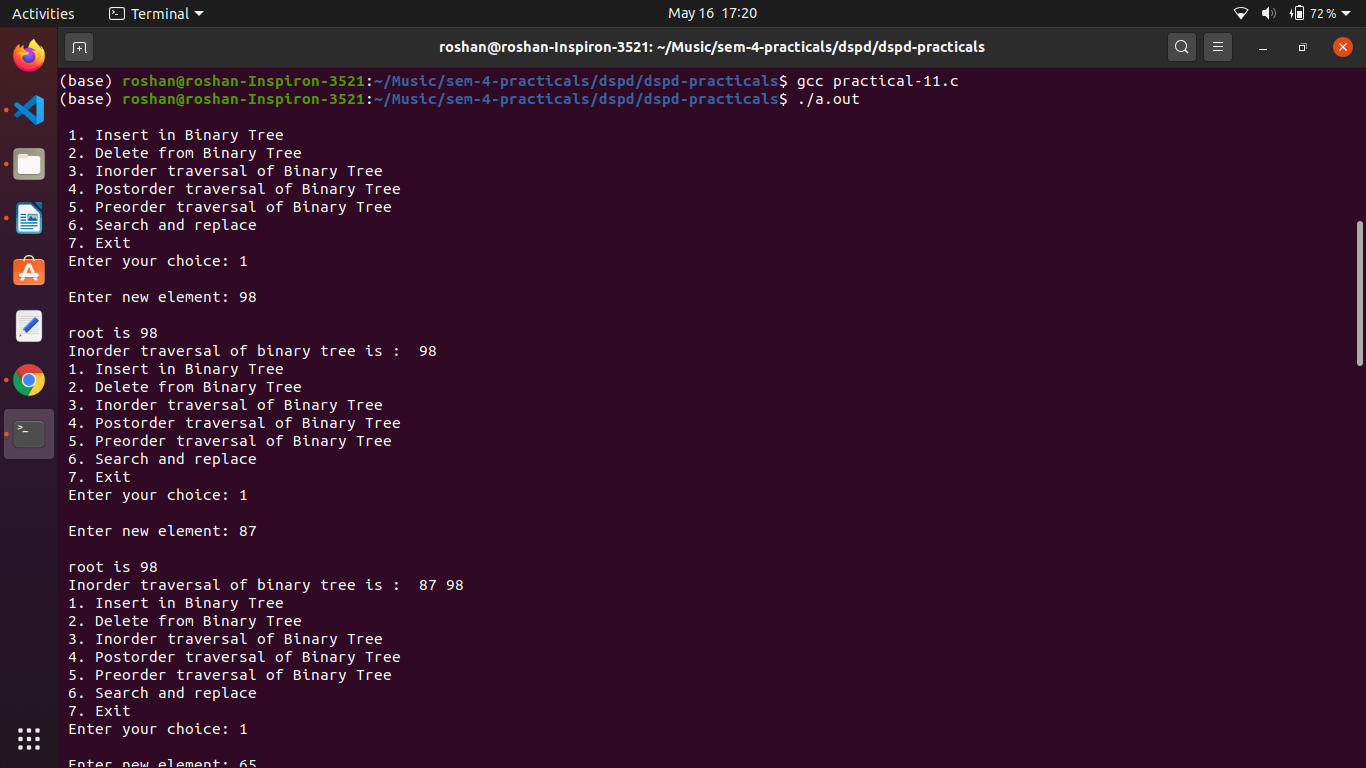 Activities Terminal May 16 17:20 72 %
roshan@roshan-Inspiron-3521: ~/Music/sem-4-practicals/dspd/dspd-practicals
(base) roshan@roshan-Inspiron-3521:~/Music/sem-4-practicals/dspd/dspd-practicals$ gcc practical-11.c
(base) roshan@roshan-Inspiron-3521:~/Music/sem-4-practicals/dspd/dspd-practicals$ ./a.out
1. Insert in Binary Tree
2. Delete from Binary Tree
3. Inorder traversal of Binary Tree
4. Postorder traversal of Binary Tree
5. Preorder traversal of Binary Tree
6. Search and replace
7. Exit
Enter your choice: 1
Enter new element: 98
root is 98
Inorder traversal of binary tree is :  98
1. Insert in Binary Tree
2. Delete from Binary Tree
3. Inorder traversal of Binary Tree
4. Postorder traversal of Binary Tree
5. Preorder traversal of Binary Tree
6. Search and replace
7. Exit
Enter your choice: 1
Enter new element: 87
root is 98
Inorder traversal of binary tree is :  87 98
1. Insert in Binary Tree
2. Delete from Binary Tree
3. Inorder traversal of Binary Tree
4. Postorder traversal of Binary Tree
5. Preorder traversal of Binary Tree
6. Search and replace
7. Exit
Enter your choice: 1
Enter new element: 65